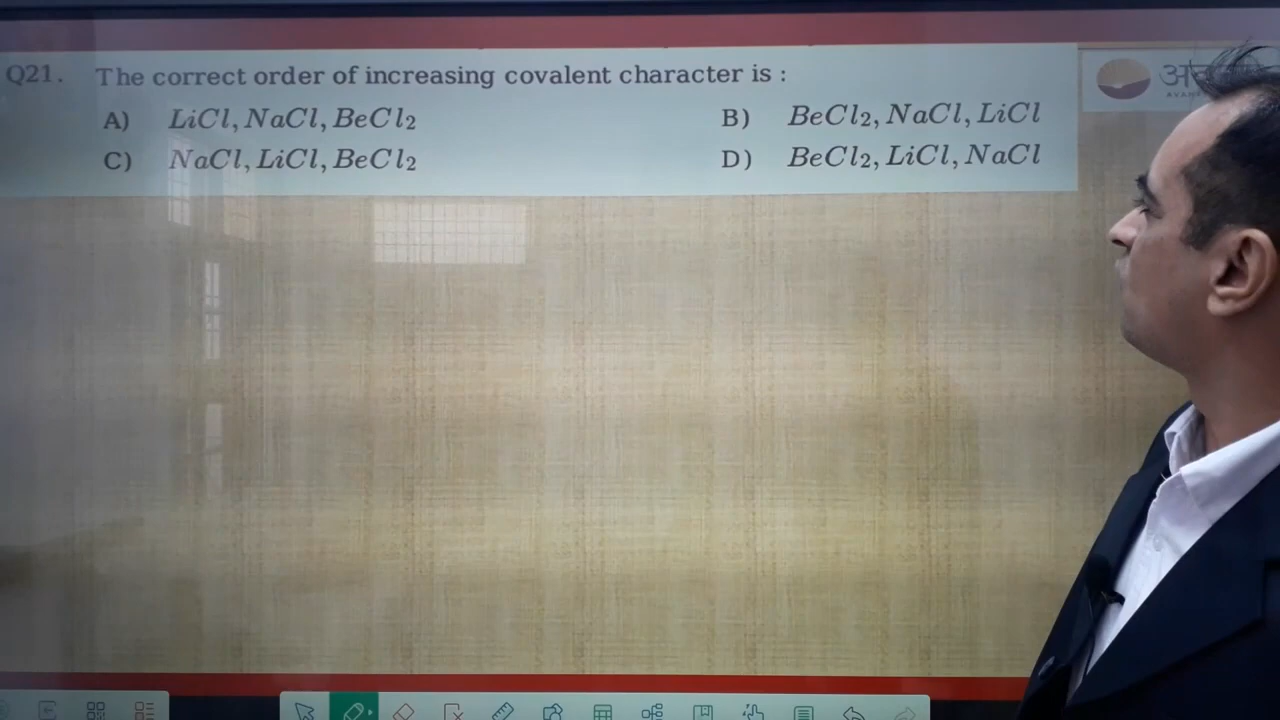 Q21. The correct order of increasing covalent character is :
A) LiCl, NaCl, BeCl₂
B) BeCl₂, NaCl, LiCl
C) NaCl, LiCl, BeCl₂
D) BeCl₂, LiCl, NaCl